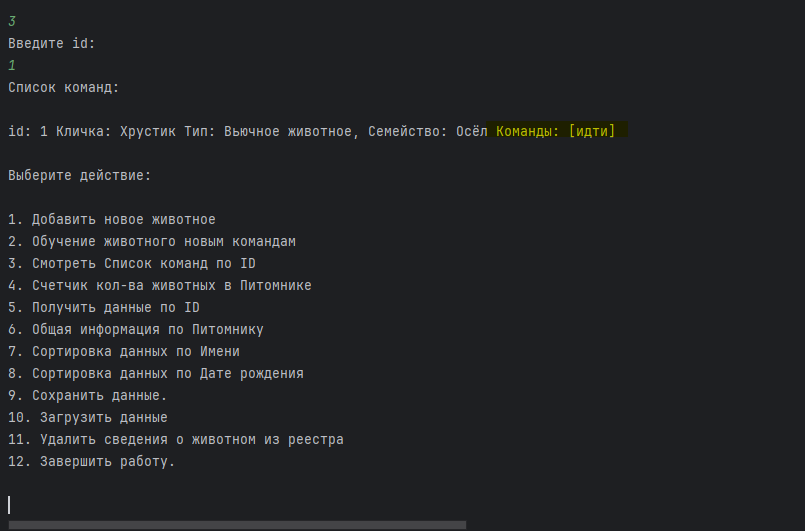 3
Введите id:
1
Список команд:
id: 1 Кличка: Хрустик Тип: Вьючное животное, Семейство: Осёл Команды: [идти]
Выберите действие:
1. Добавить новое животное
2. Обучение животного новым командам
3. Смотреть Список команд по ID
4. Счетчик кол-ва животных в Питомнике
5. Получить данные по ID
6. Общая информация по Питомнику
7. Сортировка данных по Имени
8. Сортировка данных по Дате рождения
9. Сохранить данные.
10. Загрузить данные
11. Удалить сведения о животном из реестра
12. Завершить работу.